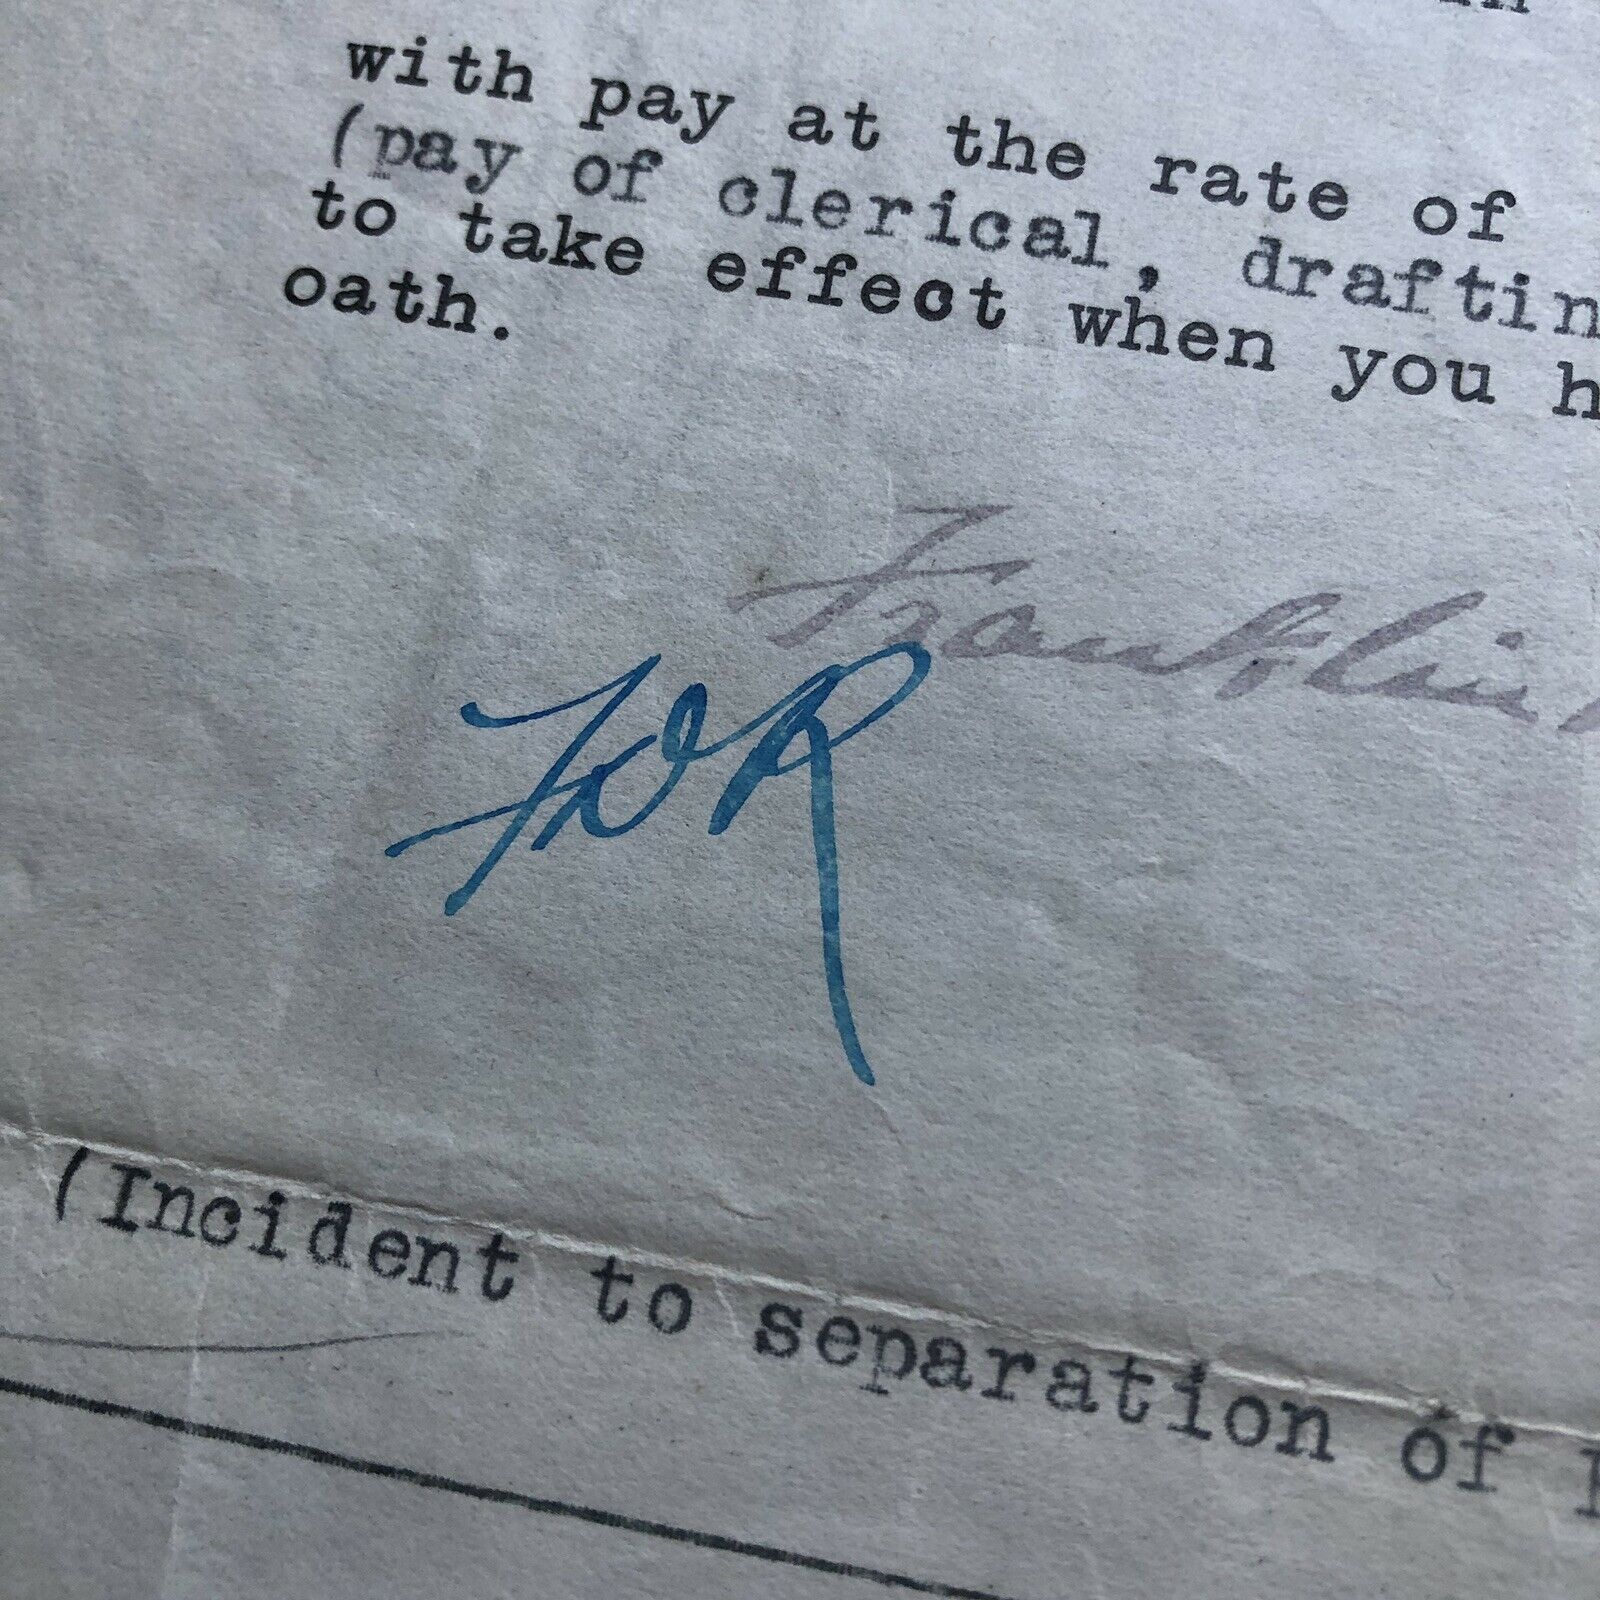 with pay at the rate of
(pay of clerical, draftin
to take effect when you h
oath.
Franklin
FDR
(Incident to separation of